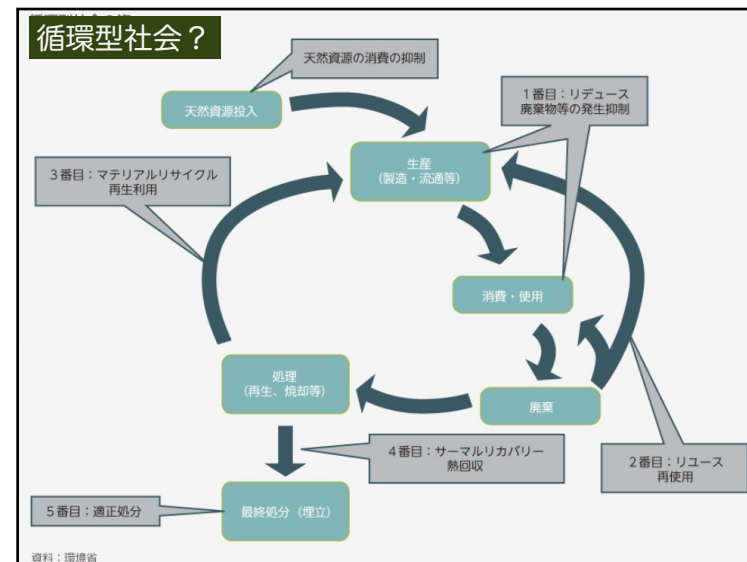 循環型社会？
天然資源の消費の抑制
天然資源投入
1番目：リデュース
廃棄物等の発生抑制
生産
（製造・流通等）
3番目：マテリアルリサイクル
再生利用
消費・使用
処理
（再生、焼却等）
廃棄
4番目：サーマルリカバリー
熱回収
2番目：リユース
再使用
5番目：適正処分
最終処分（埋立）
資料：環境省